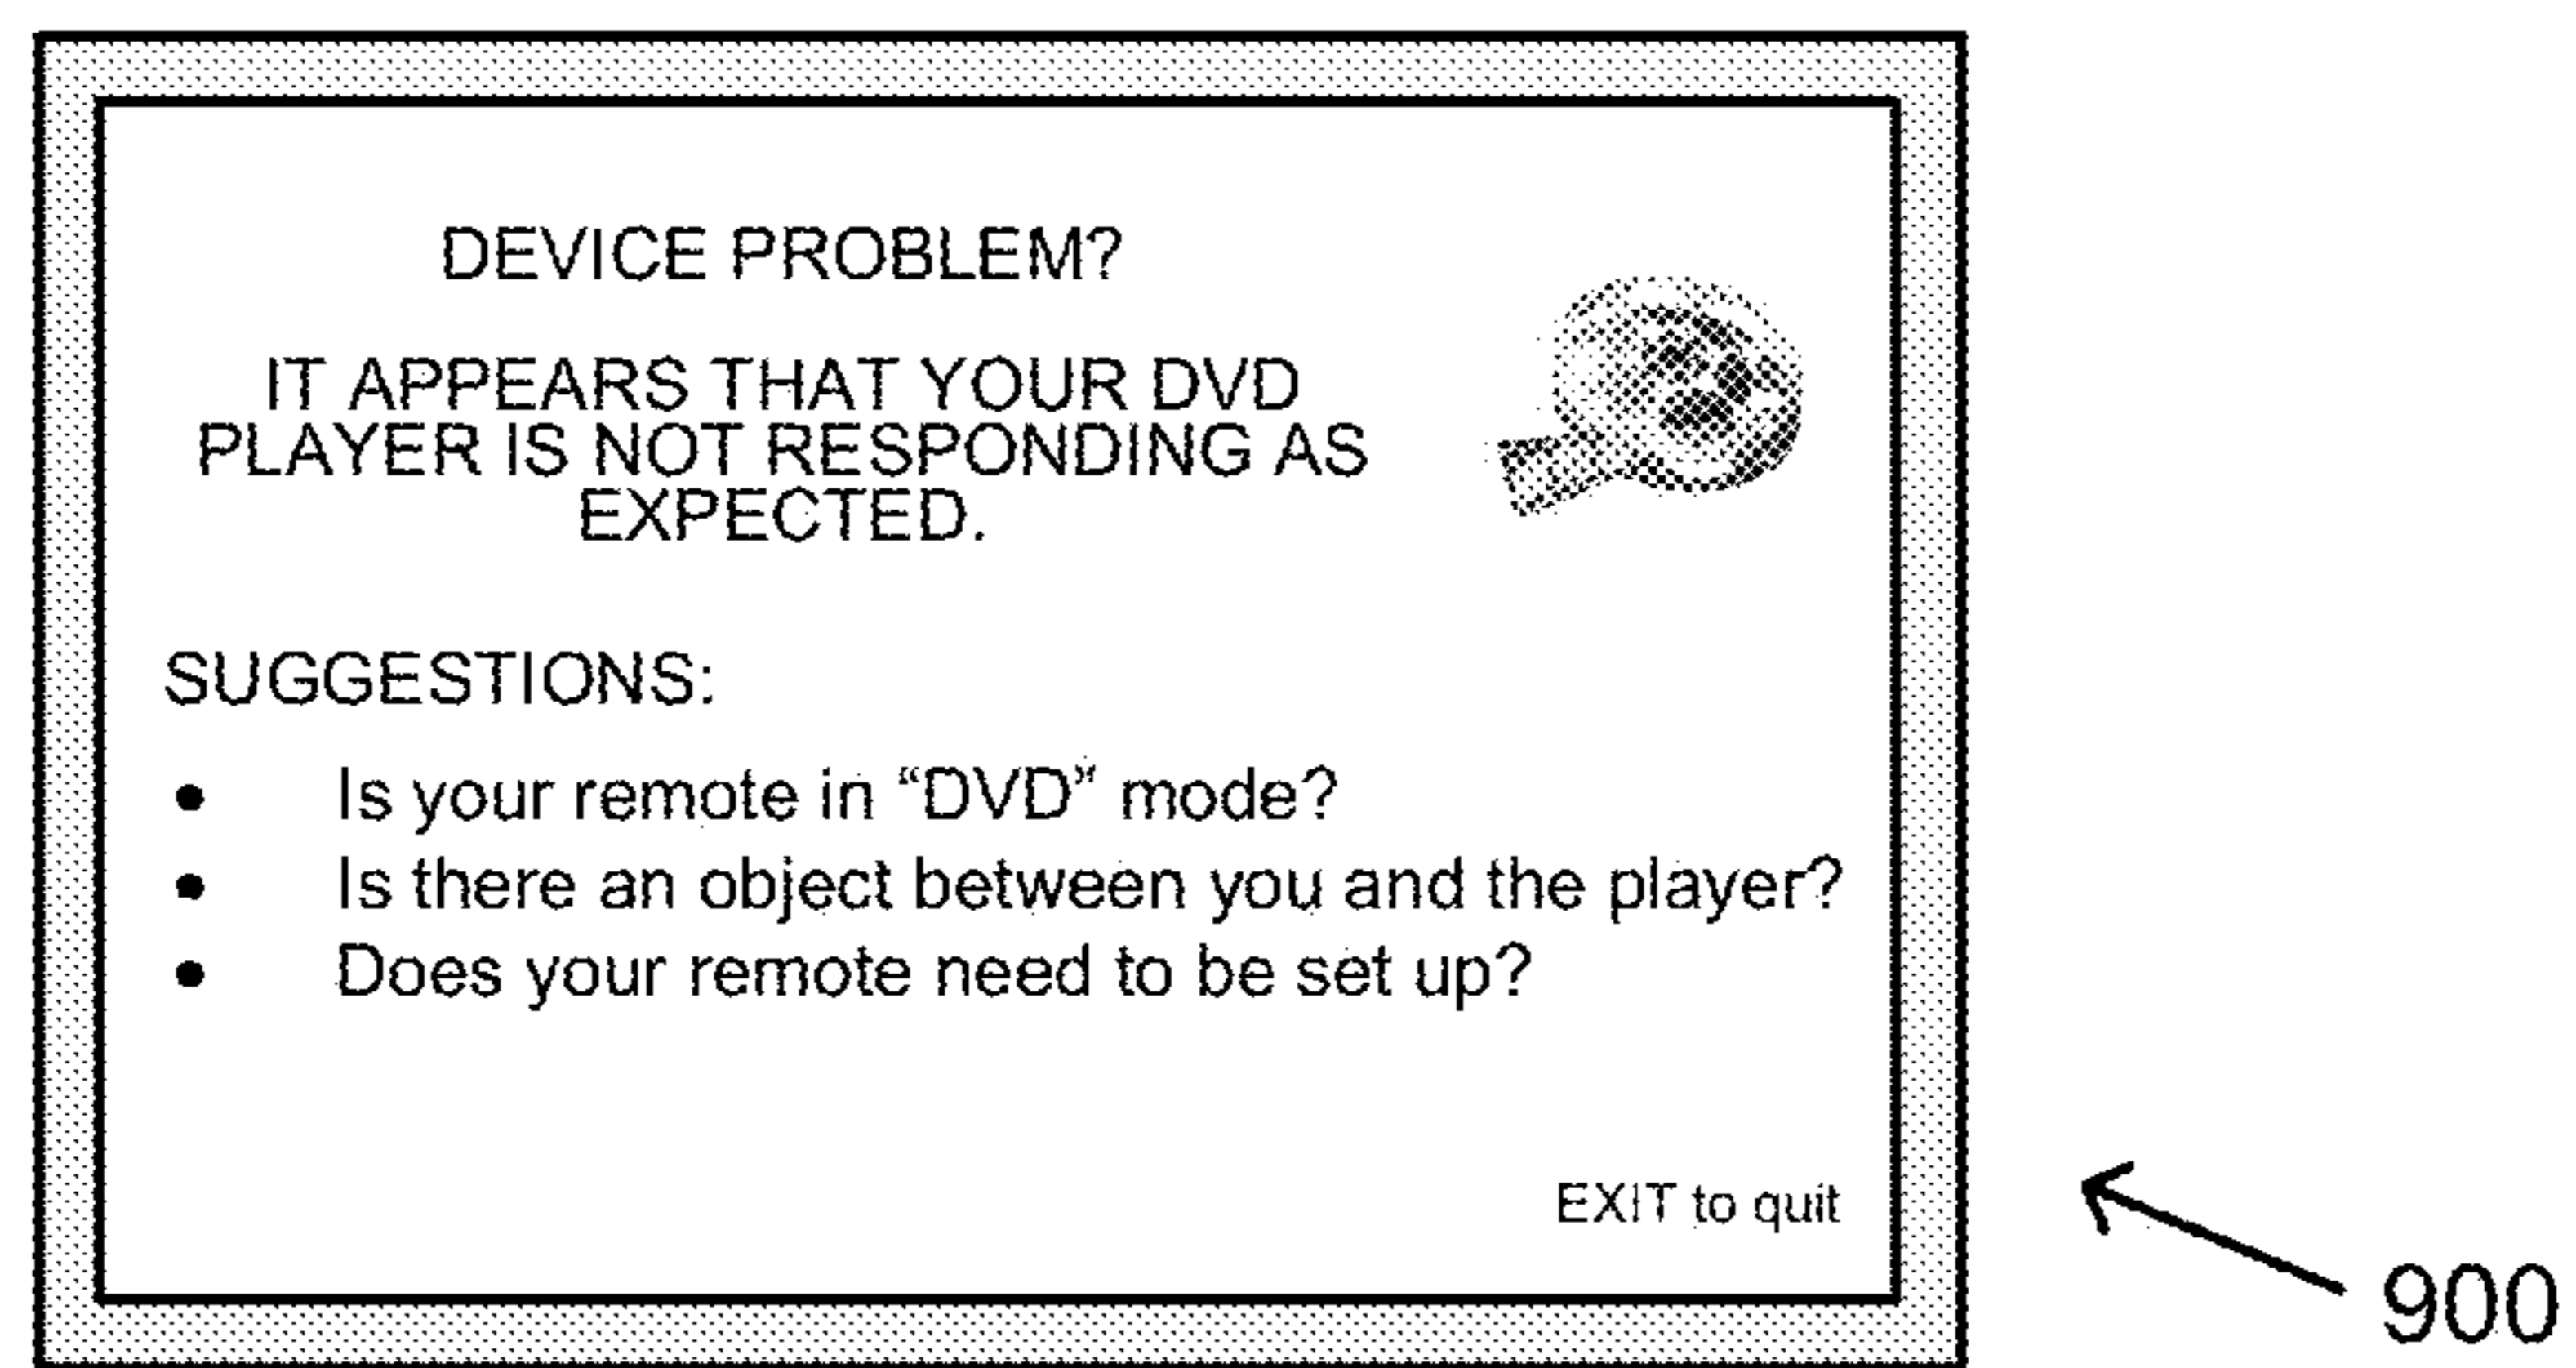 DEVICE PROBLEM?
IT APPEARS THAT YOUR DVD
PLAYER IS NOT RESPONDING AS
EXPECTED.
SUGGESTIONS:
• Is your remote in “DVD” mode?
• Is there an object between you and the player?
• Does your remote need to be set up?
EXIT to quit
900